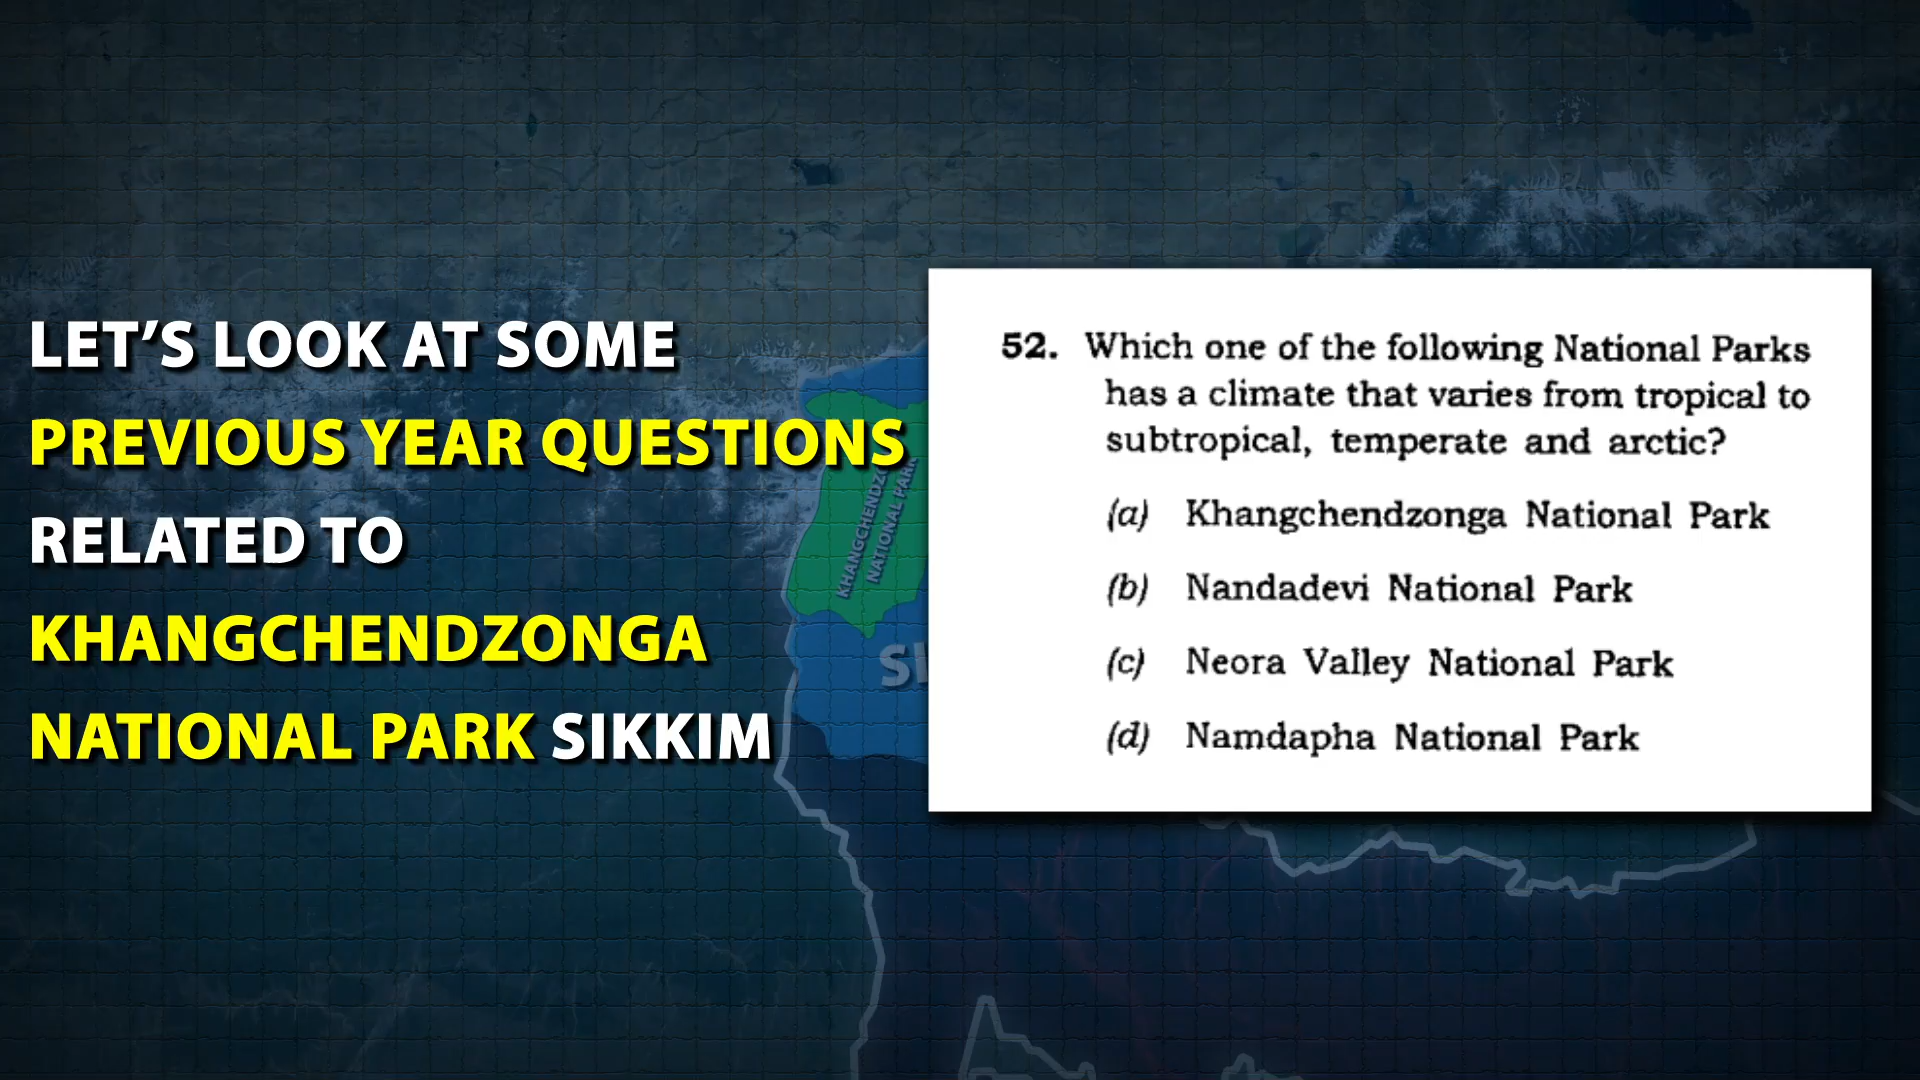 LET'S LOOK AT SOME
PREVIOUS YEAR QUESTIONS
RELATED TO
KHANGCHENDZONGA
NATIONAL PARK SIKKIM
52. Which one of the following National Parks
has a climate that varies from tropical to
subtropical, temperate and arctic?
(a) Khangchendzonga National Park
(b) Nandadevi National Park
(c) Neora Valley National Park
(d) Namdapha National Park
NATIONAL PARK